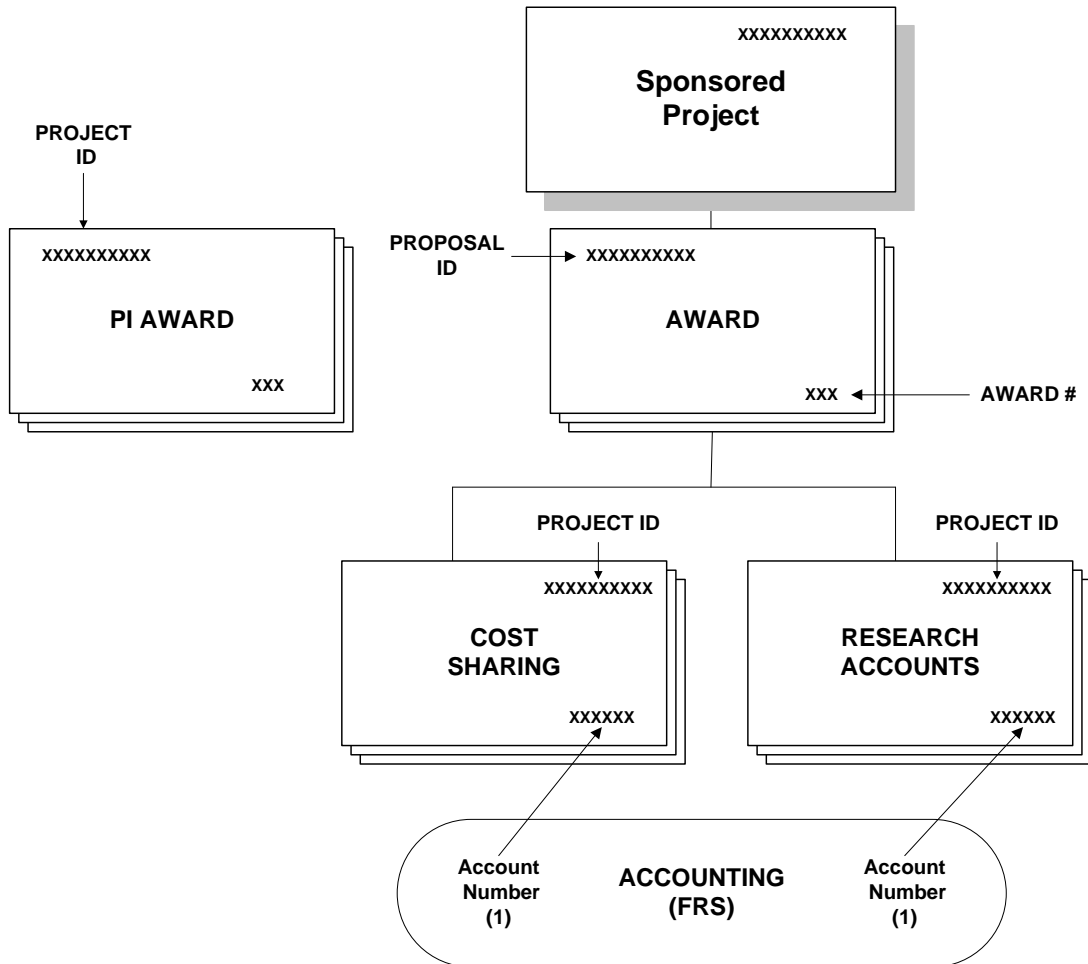 XXXXXXXXXX
Sponsored
Project
PROJECT
ID
XXXXXXXXXX
PI AWARD
XXX
PROPOSAL
ID
XXXXXXXXXX
AWARD
XXX
AWARD #
PROJECT ID
XXXXXXXXXX
COST
SHARING
XXXXXX
PROJECT ID
XXXXXXXXXX
RESEARCH
ACCOUNTS
XXXXXX
Account
Number
(1)
ACCOUNTING
(FRS)
Account
Number
(1)